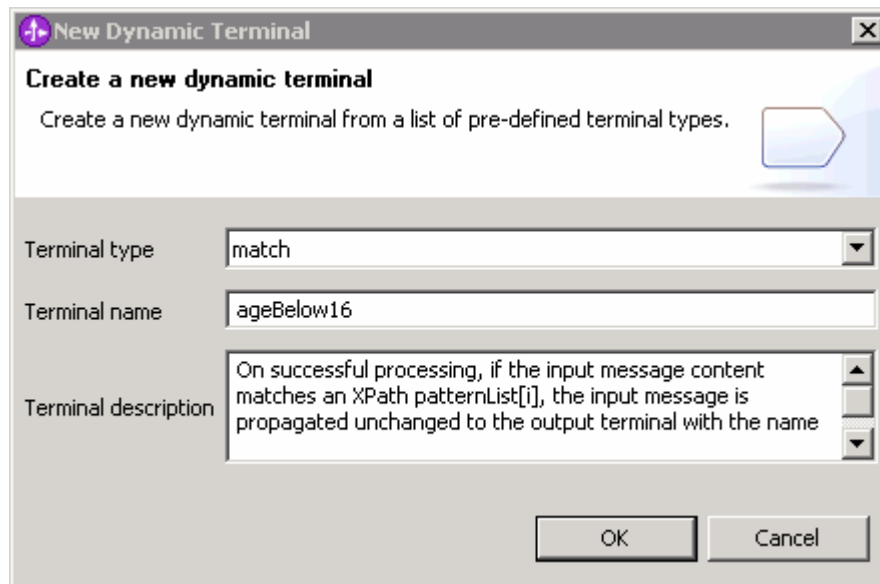 New Dynamic Terminal
Create a new dynamic terminal
Create a new dynamic terminal from a list of pre-defined terminal types.
Terminal type
match
Terminal name
ageBelow16
Terminal description
On successful processing, if the input message content
matches an XPath patternList[i], the input message is
propagated unchanged to the output terminal with the name
OK
Cancel